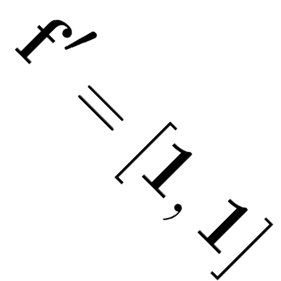 f′ = [1, 1]